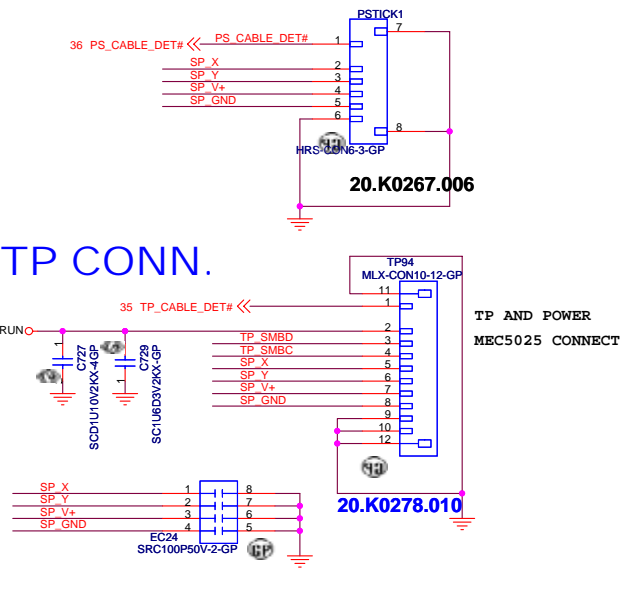 PSTICK1
36 PS_CABLE_DET# PS_CABLE_DET# 1 7
SP_X 2
SP_Y 3
SP_V+ 4
SP_GND 5
6 8
HRS-CON6-3-GP
20.K0267.006
TP CONN.
TP94
MLX-CON10-12-GP
11
35 TP_CABLE_DET# 1
TP AND POWER
MEC5025 CONNECT
RUN 2
TP_SMBD 3
TP_SMBC 4
SP_X 5
SP_Y 6
SP_V+ 7
SP_GND 8
9
10
12
1 C727
SCD1U10V2KX-4GP
1 C729
SC1U6D3V2KX-GP
20.K0278.010
SP_X 1 8
SP_Y 2 7
SP_V+ 3 6
SP_GND 4 5
EC24
SRC100P50V-2-GP
GP